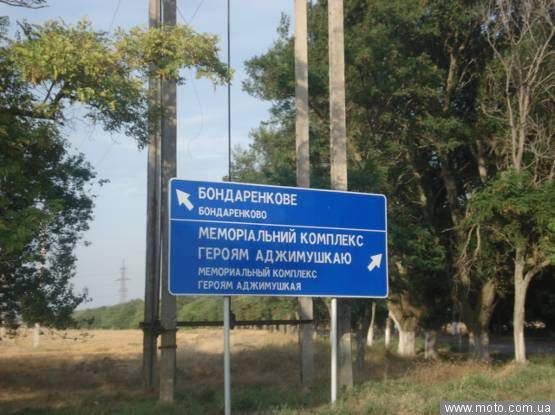 БОНДАРЕНКОВЕ
БОНДАРЕНКОВО
МЕМОРІАЛЬНИЙ КОМПЛЕКС
ГЕРОЯМ АДЖИМУШКАЮ
МЕМОРИАЛЬНЫЙ КОМПЛЕКС
ГЕРОЯМ АДЖИМУШКАЯ
www.moto.com.ua